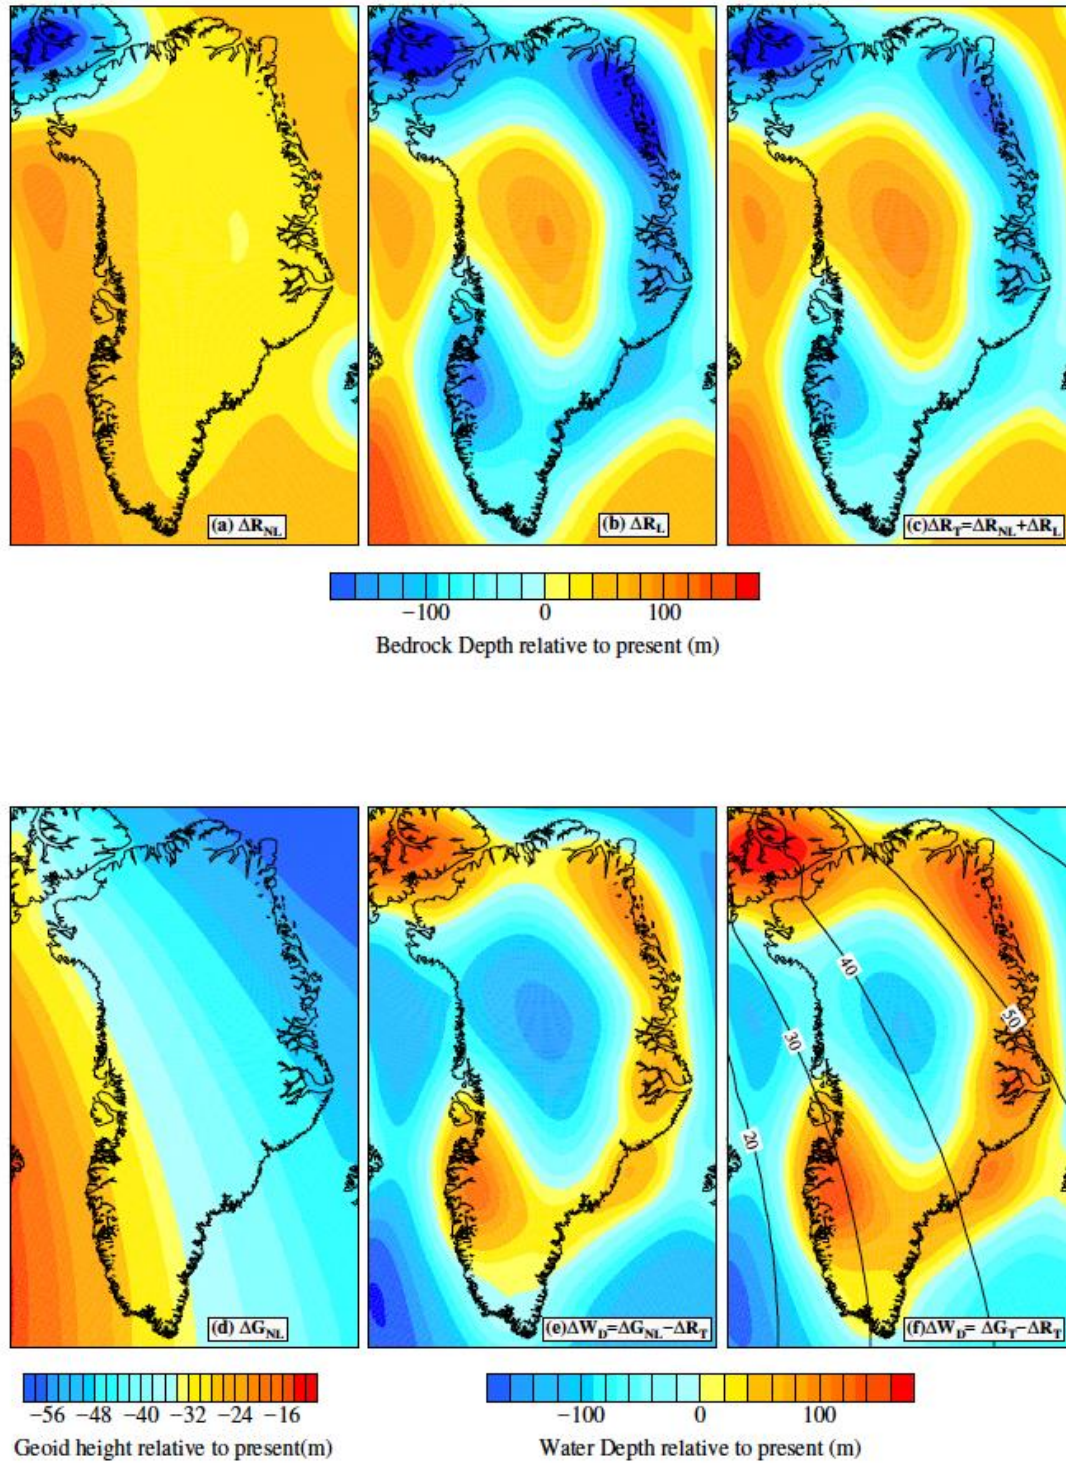 (a) ΔR_NL
(b) ΔR_L
(c)ΔR_T=ΔR_NL+ΔR_L
−100 0 100
Bedrock Depth relative to present (m)
40
50
30
20
(d) ΔG_NL
(e)ΔW_D=ΔG_NL−ΔR_T
(f)ΔW_D= ΔG_T−ΔR_T
−56 −48 −40 −32 −24 −16
−100 0 100
Geoid height relative to present(m)
Water Depth relative to present (m)